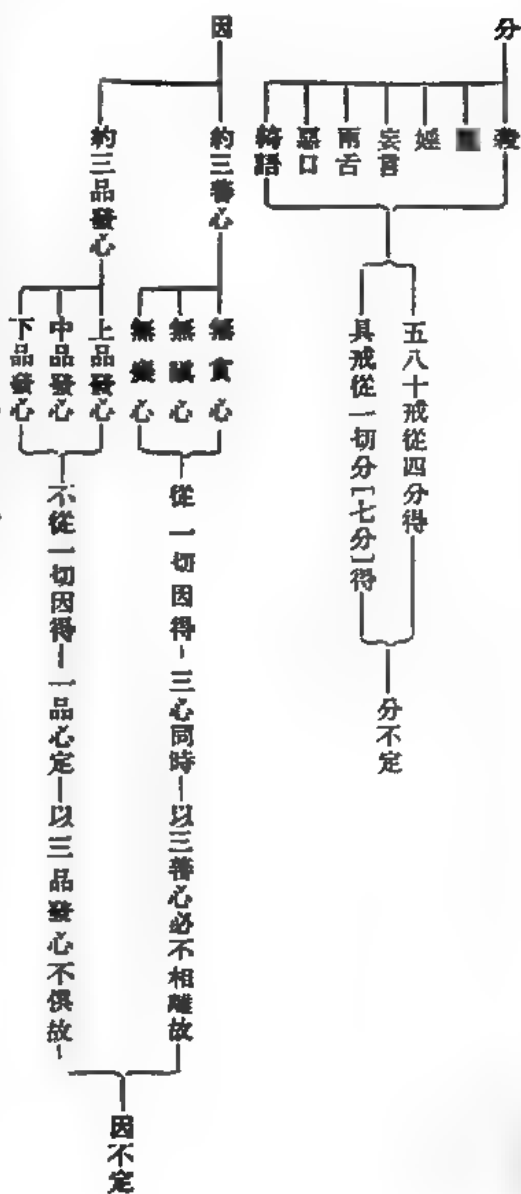 分
殺
婬
妄言
兩舌
惡口
綺語
五八十戒從四分得
具戒從一切分〔七分〕得
分不定
因
約三善心
無貪心
無瞋心
無癡心
從一切因得-三心同時-以三善心必不相離故
約三品發心
上品發心
中品發心
下品發心
不從一切因得-一品心定-以三品發心不俱故-
因不定